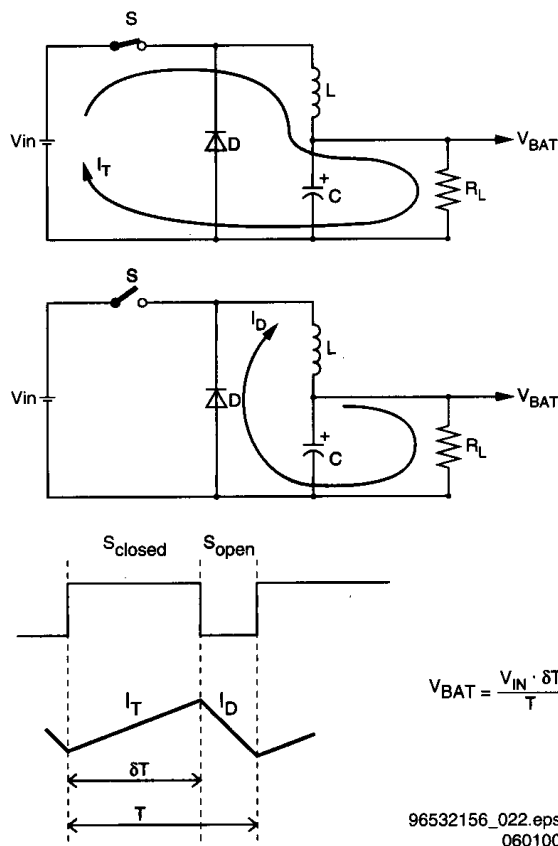 S
L
Vin
D
V_BAT
I_T
+
C
R_L
S
I_D
L
Vin
D
V_BAT
+
C
R_L
S_closed S_open
V_BAT = V_IN · δT / T
I_T I_D
δT
T
96532156_022.eps
060100